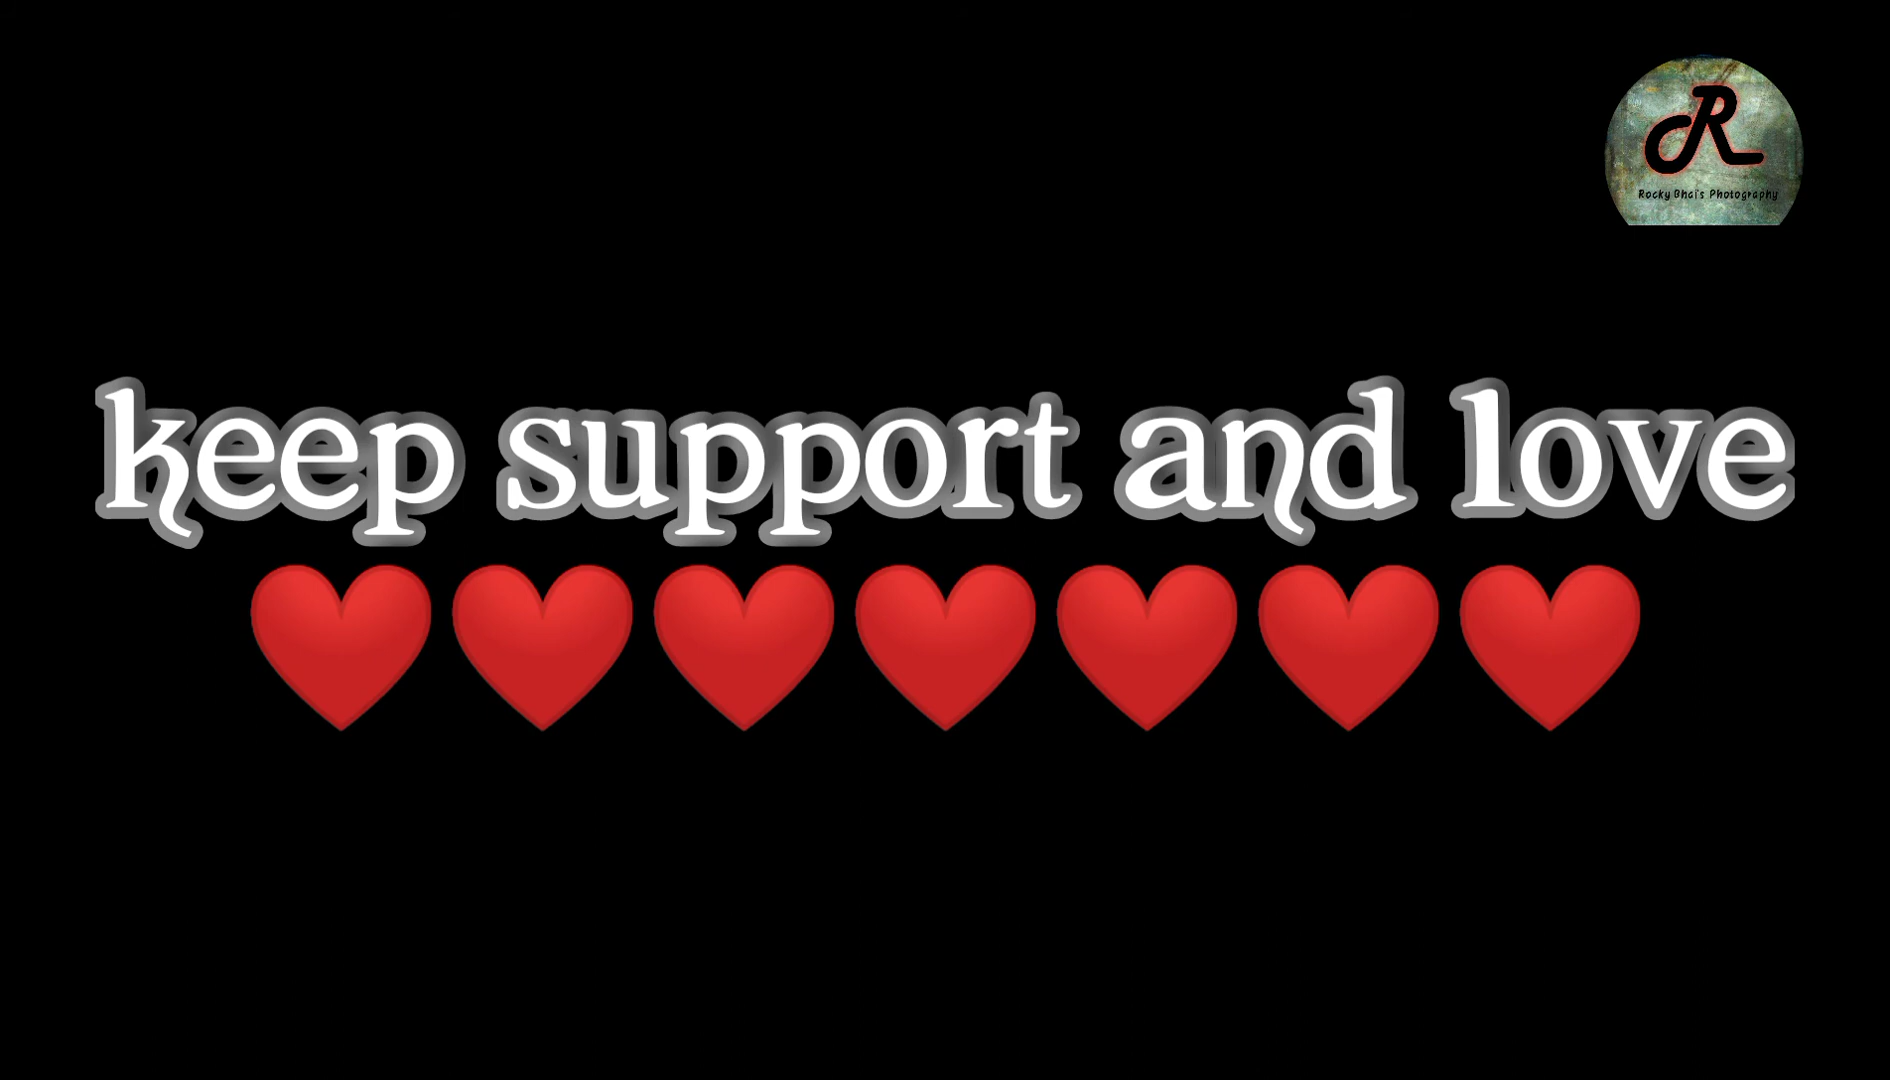 R
Rocky Bhai's Photography
keep support and love
❤️❤️❤️❤️❤️❤️❤️